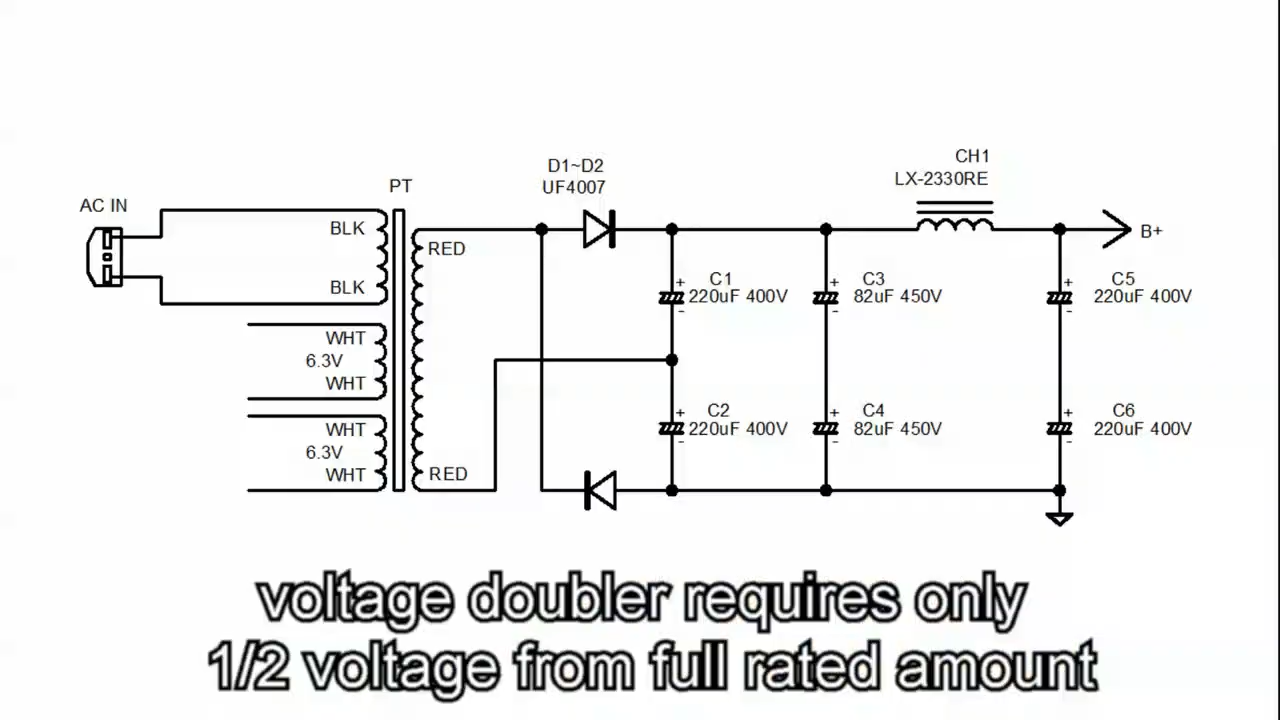 D1~D2
UF4007
CH1
LX-2330RE
AC IN
PT
BLK
RED
B+
BLK
C1
220uF 400V
C3
82uF 450V
C5
220uF 400V
WHT
6.3V
WHT
C2
220uF 400V
C4
82uF 450V
C6
220uF 400V
WHT
6.3V
WHT
RED
+
-
+
-
+
-
+
-
+
-
+
-
voltage doubler requires only
1/2 voltage from full rated amount